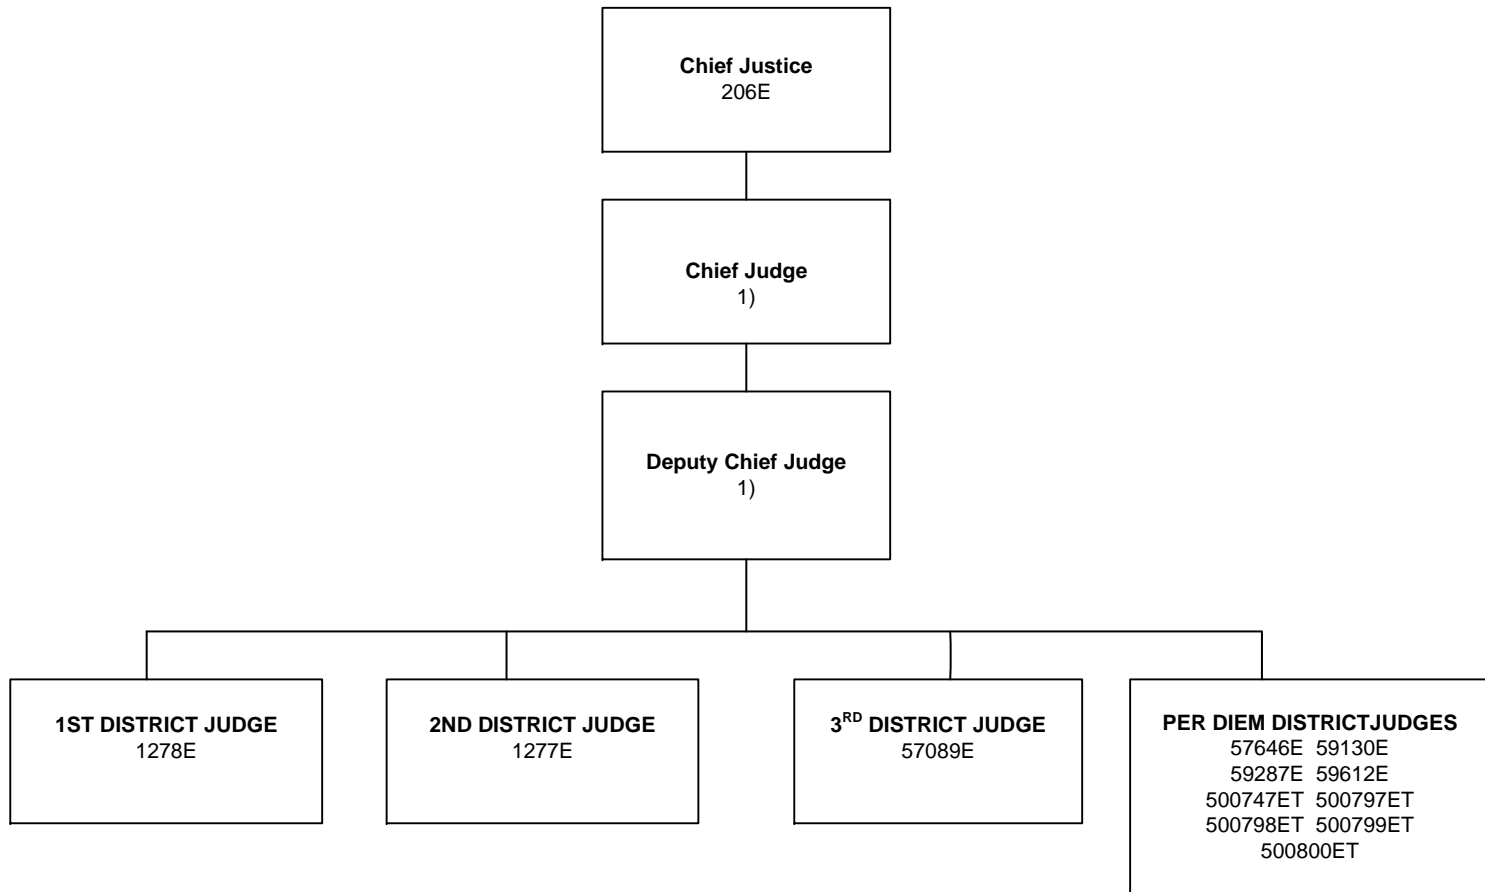 Chief Justice
206E
Chief Judge
1)
Deputy Chief Judge
1)
1ST DISTRICT JUDGE
1278E
2ND DISTRICT JUDGE
1277E
3RD DISTRICT JUDGE
57089E
PER DIEM DISTRICTJUDGES
57646E 59130E
59287E 59612E
500747ET 500797ET
500798ET 500799ET
500800ET